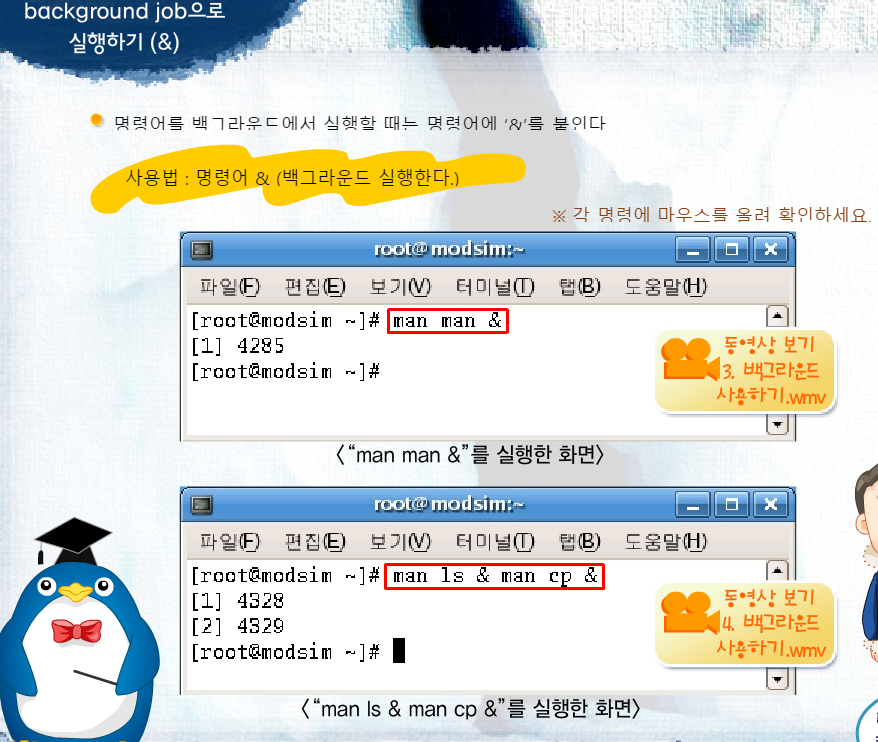 background job으로
실행하기 (&)
명령어를 백그라운드에서 실행할 때는 명령어에 '&'를 붙인다
사용법 : 명령어 & (백그라운드 실행한다.)
※ 각 명령에 마우스를 올려 확인하세요.
root@modsim:~
파일(F) 편집(E) 보기(V) 터미널(T) 탭(B) 도움말(H)
[root@modsim ~]# man man &
[1] 4285
[root@modsim ~]#
동영상 보기
3. 백그라운드
사용하기.wmv
〈“man man &”를 실행한 화면〉
root@modsim:~
파일(F) 편집(E) 보기(V) 터미널(T) 탭(B) 도움말(H)
[root@modsim ~]# man ls & man cp &
[1] 4328
[2] 4329
[root@modsim ~]#
동영상 보기
4. 백그라운드
사용하기.wmv
〈“man ls & man cp &”를 실행한 화면〉